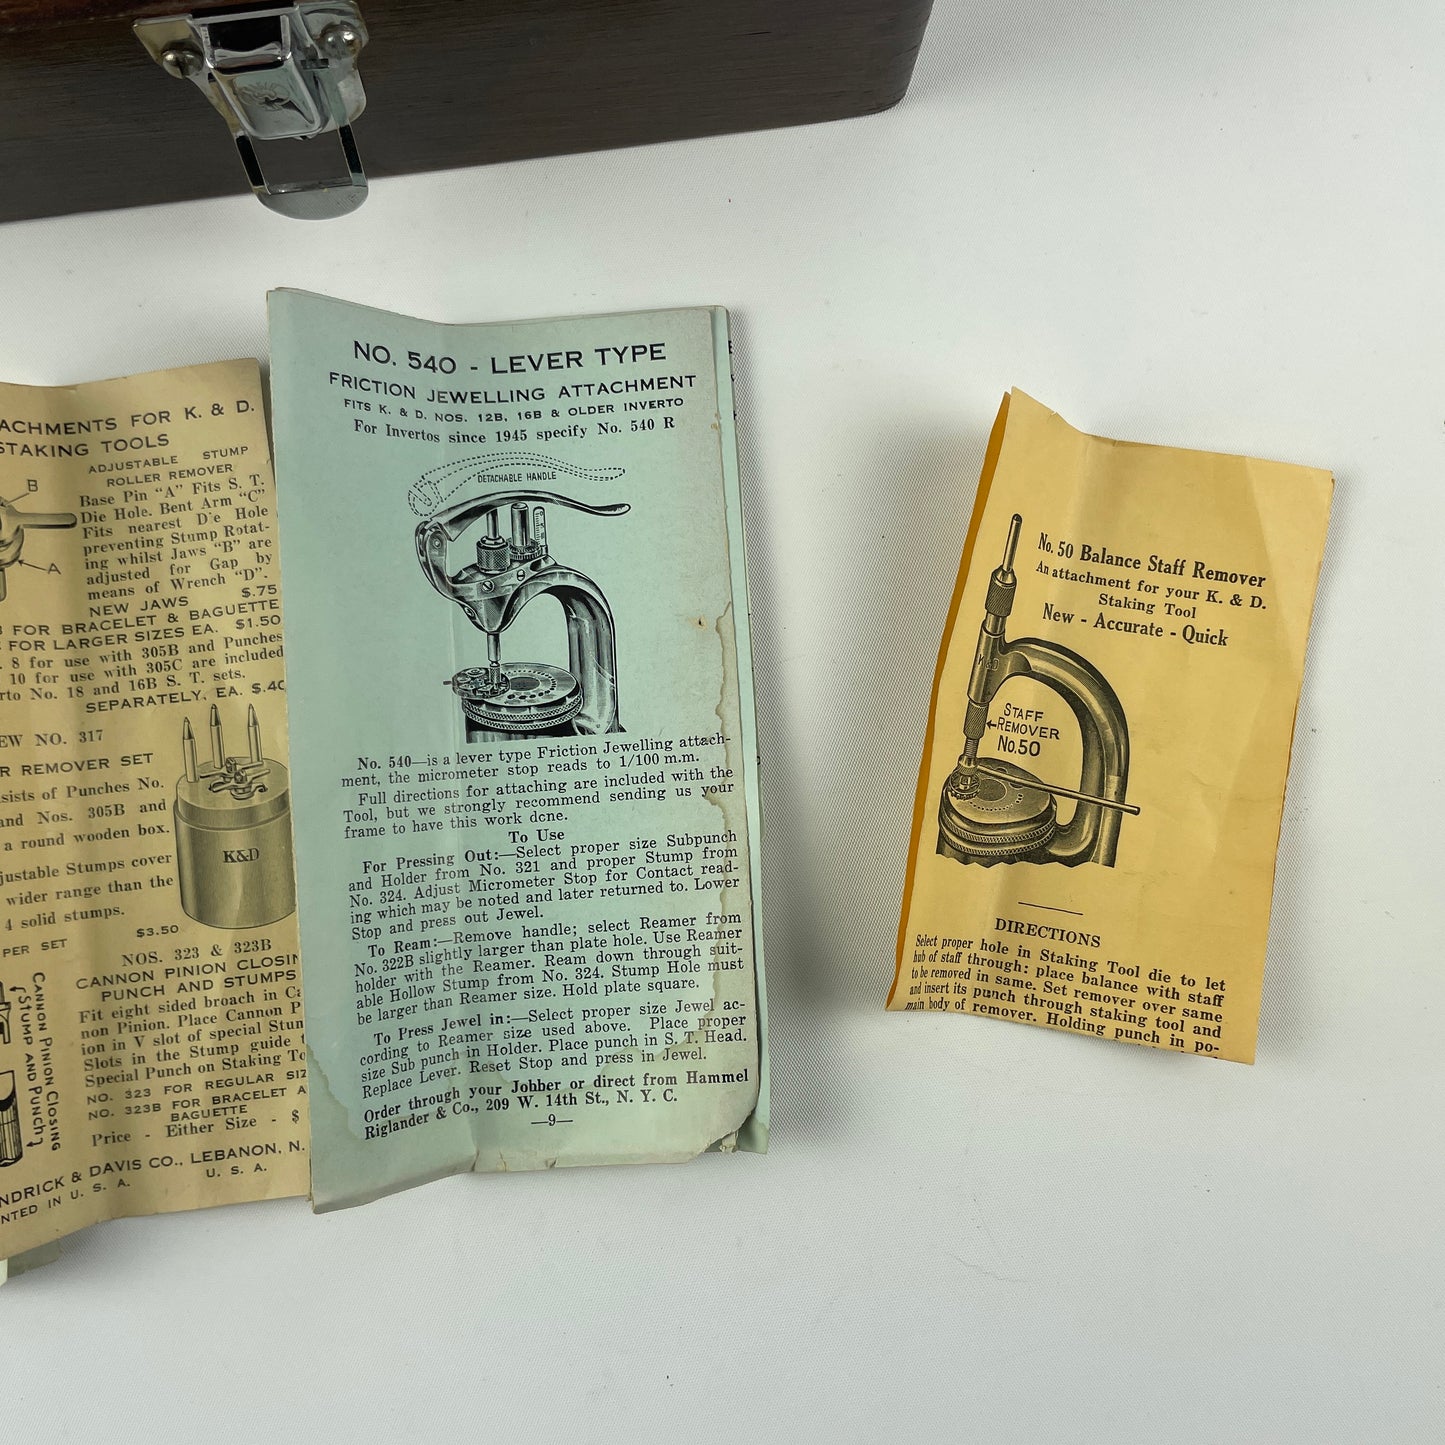 ACHMENTS FOR K. & D.
STAKING TOOLS
ADJUSTABLE STUMP
ROLLER REMOVER
B
A
Base Pin "A" Fits S. T.
Die Hole. Bent Arm "C"
Fits nearest D'e Hole
preventing Stump Rotat-
ing whilst Jaws "B" are
adjusted for Gap by
means of Wrench "D".
NEW JAWS $.75
FOR BRACELET & BAGUETTE
FOR LARGER SIZES EA. $1.50
. 8 for use with 305B and Punches
10 for use with 305C are included
rto No. 18 and 16B S. T. sets.
SEPARATELY, EA. $.40
EW NO. 317
R REMOVER SET
sists of Punches No.
and Nos. 305B and
a round wooden box.
justable Stumps cover
wider range than the
4 solid stumps.
$3.50
PER SET
K&D
NOS. 323 & 323B
CANNON PINION CLOSIN
PUNCH AND STUMPS
Fit eight sided broach in Ca
non Pinion. Place Cannon P
ion in V slot of special Stum
Slots in the Stump guide t
Special Punch on Staking To
NO. 323 FOR REGULAR SIZ
NO. 323B FOR BRACELET A
BAGUETTE
Price - Either Size - $
CANNON PINION CLOSING
STUMP AND PUNCH
NDRICK & DAVIS CO., LEBANON, N.
U. S. A.
NTED IN U. S. A.
NO. 540 - LEVER TYPE
FRICTION JEWELLING ATTACHMENT
FITS K. & D. NOS. 12B, 16B & OLDER INVERTO
For Invertos since 1945 specify No. 540 R
DETACHABLE HANDLE
No. 540—is a lever type Friction Jewelling attach-
ment, the micrometer stop reads to 1/100 m.m.
Full directions for attaching are included with the
Tool, but we strongly recommend sending us your
frame to have this work done.
To Use
For Pressing Out:—Select proper size Subpunch
and Holder from No. 321 and proper Stump from
No. 324. Adjust Micrometer Stop for Contact read-
ing which may be noted and later returned to. Lower
Stop and press out Jewel.
To Ream:—Remove handle; select Reamer from
No. 322B slightly larger than plate hole. Use Reamer
holder with the Reamer. Ream down through suit-
able Hollow Stump from No. 324. Stump Hole must
be larger than Reamer size. Hold plate square.
To Press Jewel in:—Select proper size Jewel ac-
cording to Reamer size used above. Place proper
size Sub punch in Holder. Place punch in S. T. Head.
Replace Lever. Reset Stop and press in Jewel.
Order through your Jobber or direct from Hammel
Riglander & Co., 209 W. 14th St., N. Y. C.
—9—
No. 50 Balance Staff Remover
An attachment for your K. & D.
Staking Tool
New - Accurate - Quick
K&D
STAFF
REMOVER
No.50
DIRECTIONS
Select proper hole in Staking Tool die to let
hub of staff through: place balance with staff
to be removed in same. Set remover over same
and insert its punch through staking tool and
main body of remover. Holding punch in po-